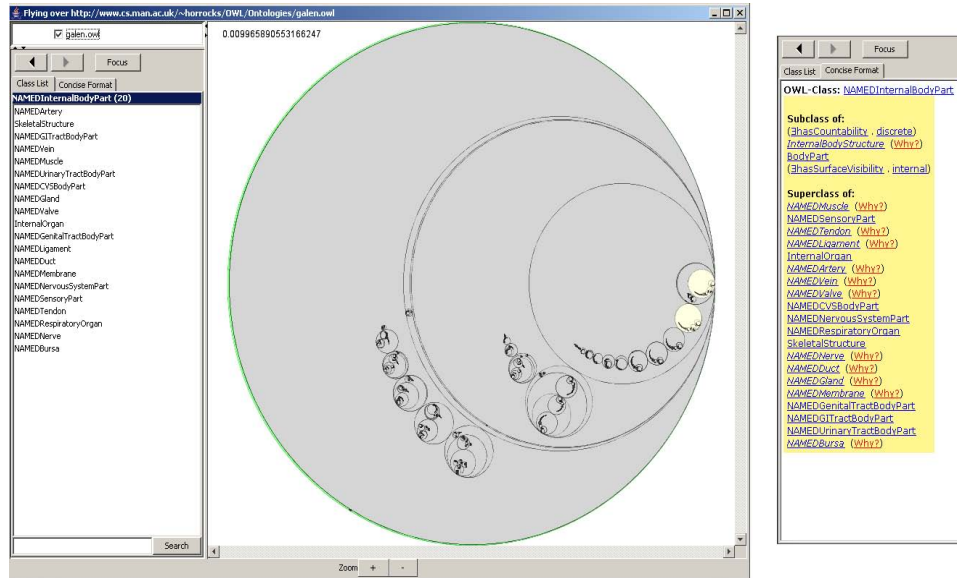 Flying over http://www.cs.man.ac.uk/~horrocks/OWL/Ontologies/galen.owl
galen.owl
Focus
Class List Concise Format
NAMEDInternalBodyPart (20)
NAMEDArtery
SkeletalStructure
NAMEDGITractBodyPart
NAMEDVein
NAMEDMuscle
NAMEDUrinaryTractBodyPart
NAMEDCVSBodyPart
NAMEDGland
NAMEDValve
InternalOrgan
NAMEDGenitalTractBodyPart
NAMEDLigament
NAMEDDuct
NAMEDMembrane
NAMEDNervousSystemPart
NAMEDSensoryPart
NAMEDTendon
NAMEDRespiratoryOrgan
NAMEDNerve
NAMEDBursa
Search
0.009965890553166247
Zoom + -
Focus
Class List Concise Format
OWL-Class: NAMEDInternalBodyPart
Subclass of:
(∃hasCountability . discrete)
InternalBodyStructure (Why?)
BodyPart
(∃hasSurfaceVisibility . internal)
Superclass of:
NAMEDMuscle (Why?)
NAMEDSensoryPart
NAMEDTendon (Why?)
NAMEDLigament (Why?)
InternalOrgan
NAMEDArtery (Why?)
NAMEDVein (Why?)
NAMEDValve (Why?)
NAMEDCVSBodyPart
NAMEDNervousSystemPart
NAMEDRespiratoryOrgan
SkeletalStructure
NAMEDNerve (Why?)
NAMEDDuct (Why?)
NAMEDGland (Why?)
NAMEDMembrane (Why?)
NAMEDGenitalTractBodyPart
NAMEDGITractBodyPart
NAMEDUrinaryTractBodyPart
NAMEDBursa (Why?)